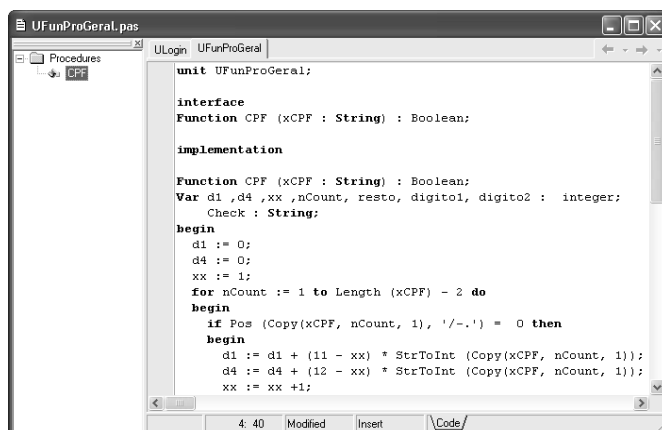 UFunProGeral.pas
Procedures
CPF
ULogin UFunProGeral
unit UFunProGeral;
interface
Function CPF (xCPF : String) : Boolean;
implementation
Function CPF (xCPF : String) : Boolean;
Var d1 ,d4 ,xx ,nCount, resto, digito1, digito2 :  integer;
    Check : String;
begin
  d1 := 0;
  d4 := 0;
  xx := 1;
  for nCount := 1 to Length (xCPF) - 2 do
  begin
    if Pos (Copy(xCPF, nCount, 1), '/-.') =  0 then
    begin
      d1 := d1 + (11 - xx) * StrToInt (Copy(xCPF, nCount, 1));
      d4 := d4 + (12 - xx) * StrToInt (Copy(xCPF, nCount, 1));
      xx := xx +1;
4: 40 Modified Insert \Code/